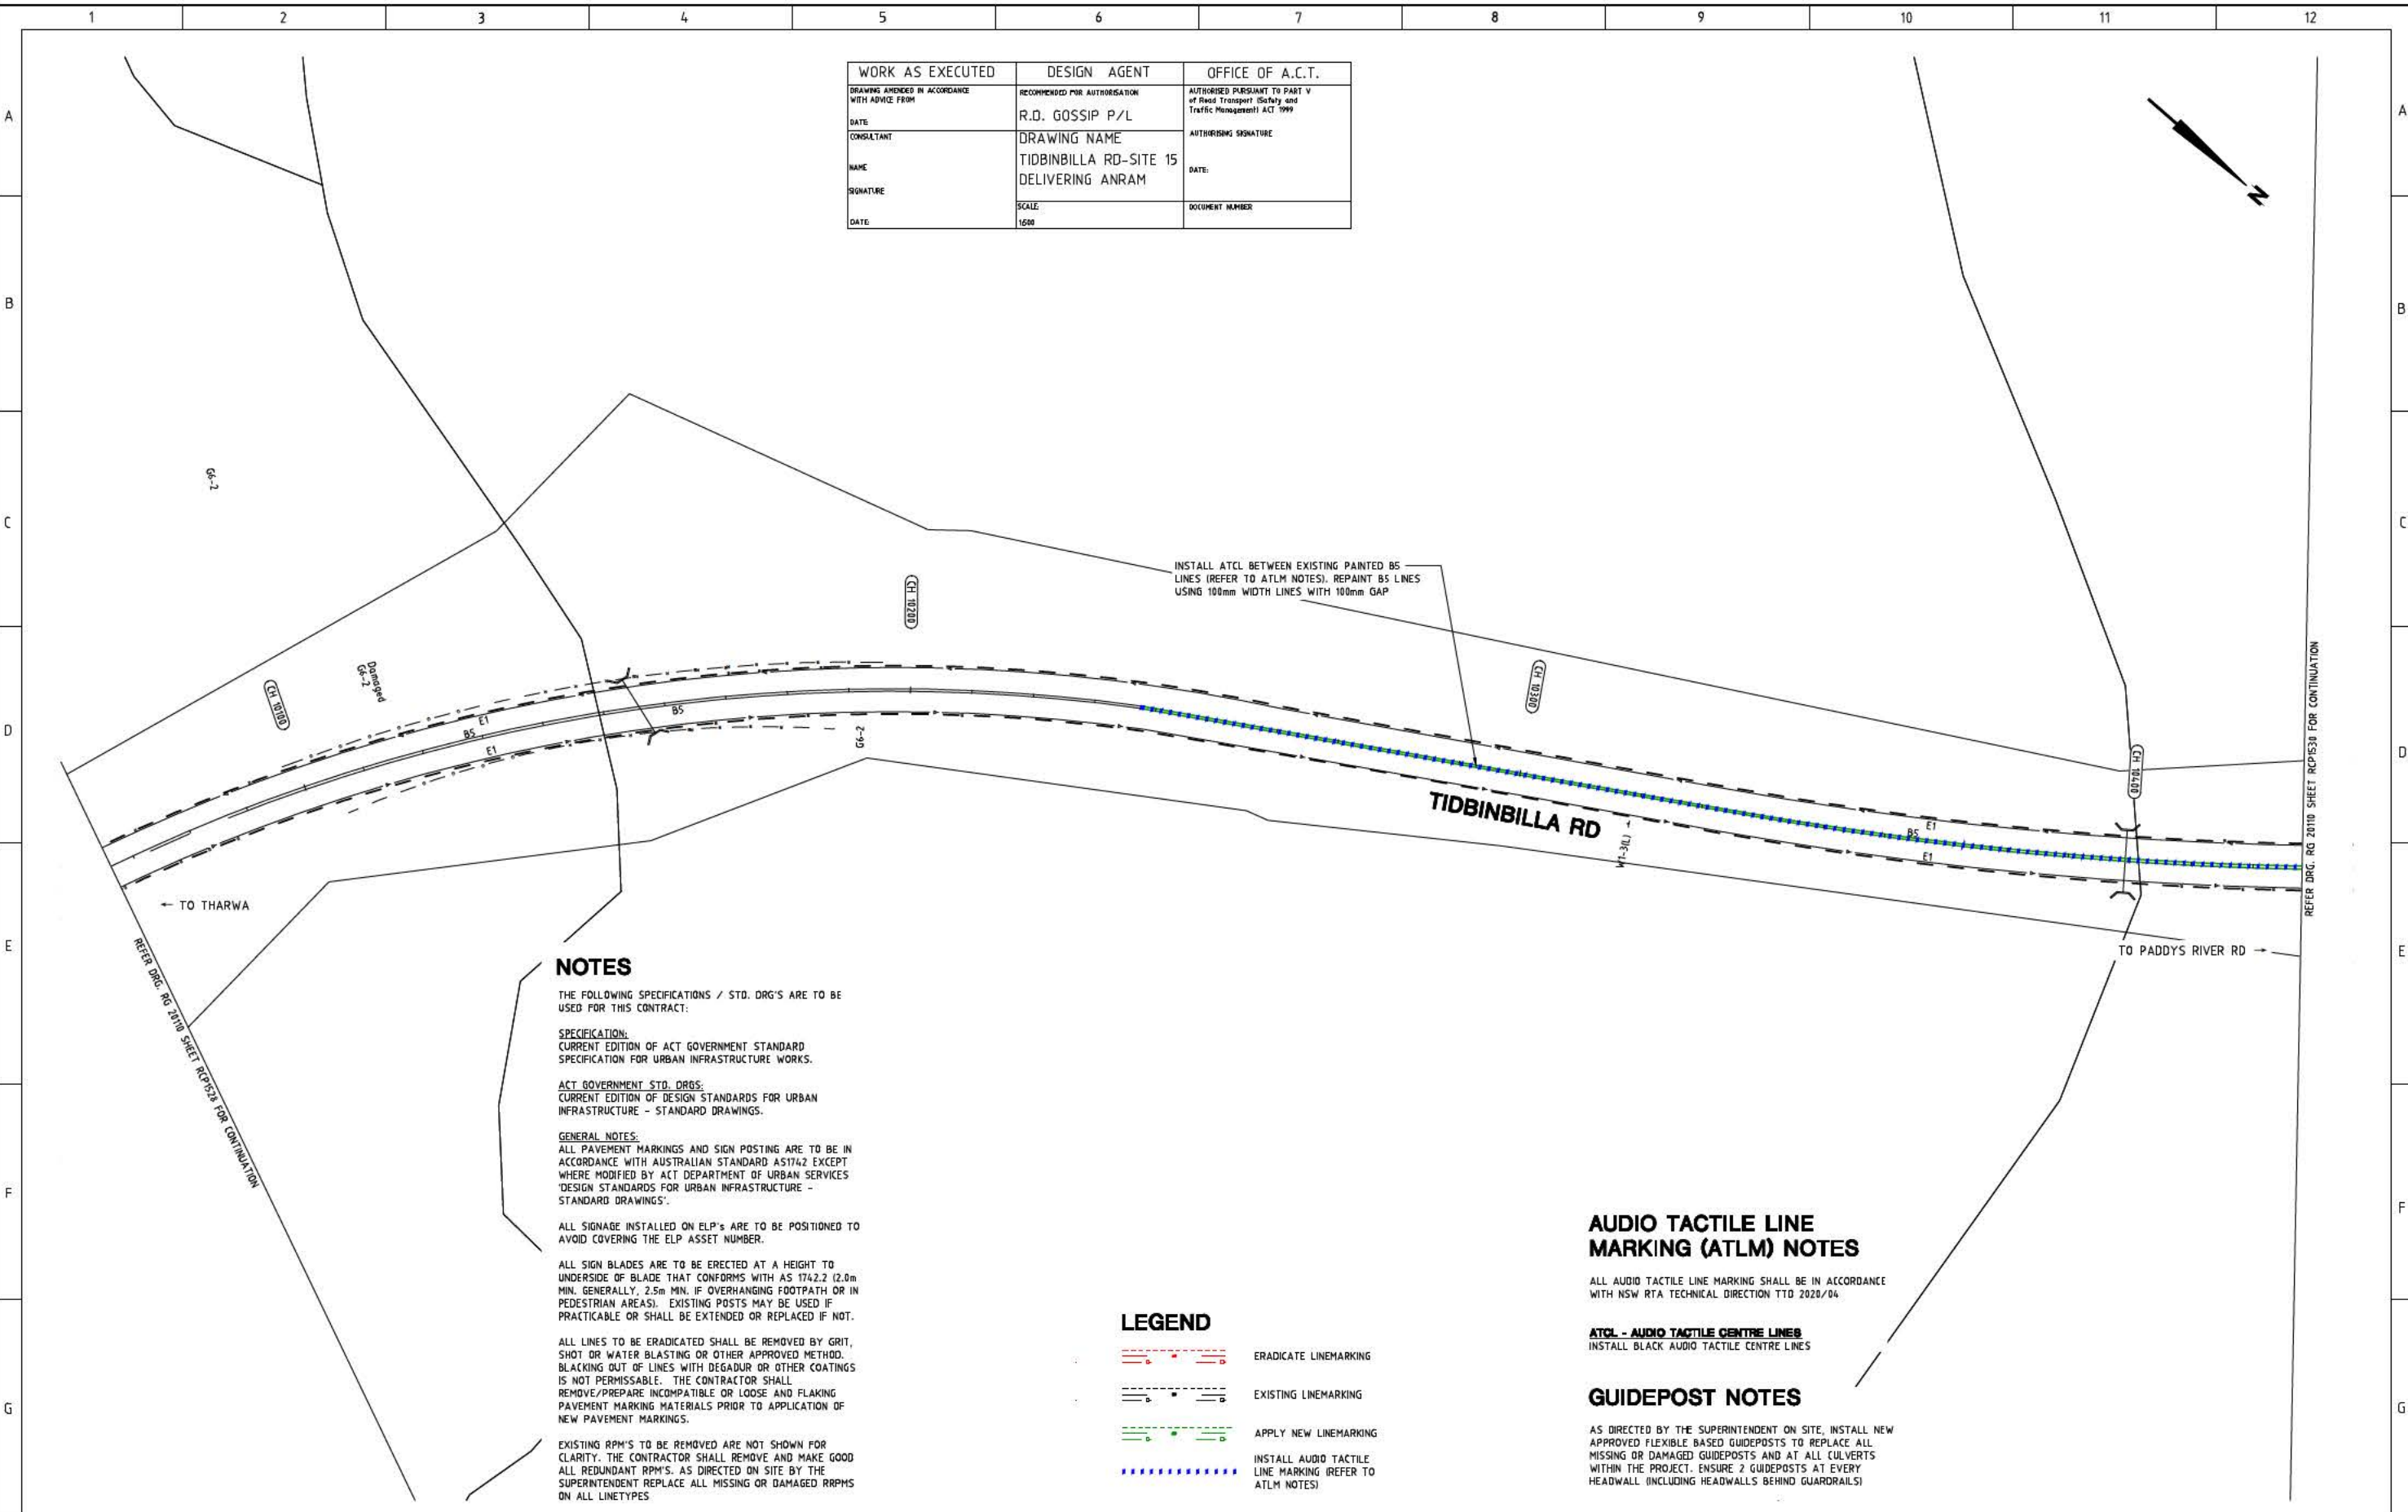 1 2 3 4 5 6 7 8 9 10 11 12
A
B
C
D
E
F
G
A
B
C
D
E
F
G
WORK AS EXECUTED
DRAWING AMENDED IN ACCORDANCE
WITH ADVICE FROM
DATE:
CONSULTANT
NAME
SIGNATURE
DATE:
DESIGN AGENT
RECOMMENDED FOR AUTHORISATION
R.D. GOSSIP P/L
DRAWING NAME
TIDBINBILLA RD-SITE 15
DELIVERING ANRAM
SCALE:
1:500
OFFICE OF A.C.T.
AUTHORISED PURSUANT TO PART V
of Road Transport (Safety and
Traffic Management) ACT 1999
AUTHORISING SIGNATURE
DATE:
DOCUMENT NUMBER
N
G6-2
Damaged
G6-2
CH 10100
CH 10200
CH 10300
CH 10400
INSTALL ATCL BETWEEN EXISTING PAINTED BS
LINES (REFER TO ATLM NOTES). REPAINT BS LINES
USING 100mm WIDTH LINES WITH 100mm GAP
E1
BS
E1
BS
G6-2
TIDBINBILLA RD
W1-3(L)
E1
BS
E1
← TO THARWA
TO PADDYS RIVER RD →
REFER DRG. RG 20110 SHEET RCP1528 FOR CONTINUATION
REFER DRG. RG 20110 SHEET RCP1530 FOR CONTINUATION
NOTES
THE FOLLOWING SPECIFICATIONS / STD. DRG'S ARE TO BE
USED FOR THIS CONTRACT:
SPECIFICATION:
CURRENT EDITION OF ACT GOVERNMENT STANDARD
SPECIFICATION FOR URBAN INFRASTRUCTURE WORKS.
ACT GOVERNMENT STD. DRGS:
CURRENT EDITION OF DESIGN STANDARDS FOR URBAN
INFRASTRUCTURE - STANDARD DRAWINGS.
GENERAL NOTES:
ALL PAVEMENT MARKINGS AND SIGN POSTING ARE TO BE IN
ACCORDANCE WITH AUSTRALIAN STANDARD AS1742 EXCEPT
WHERE MODIFIED BY ACT DEPARTMENT OF URBAN SERVICES
'DESIGN STANDARDS FOR URBAN INFRASTRUCTURE -
STANDARD DRAWINGS'.
ALL SIGNAGE INSTALLED ON ELP's ARE TO BE POSITIONED TO
AVOID COVERING THE ELP ASSET NUMBER.
ALL SIGN BLADES ARE TO BE ERECTED AT A HEIGHT TO
UNDERSIDE OF BLADE THAT CONFORMS WITH AS 1742.2 (2.0m
MIN. GENERALLY, 2.5m MIN. IF OVERHANGING FOOTPATH OR IN
PEDESTRIAN AREAS). EXISTING POSTS MAY BE USED IF
PRACTICABLE OR SHALL BE EXTENDED OR REPLACED IF NOT.
ALL LINES TO BE ERADICATED SHALL BE REMOVED BY GRIT,
SHOT OR WATER BLASTING OR OTHER APPROVED METHOD.
BLACKING OUT OF LINES WITH DEGADUR OR OTHER COATINGS
IS NOT PERMISSABLE. THE CONTRACTOR SHALL
REMOVE/PREPARE INCOMPATIBLE OR LOOSE AND FLAKING
PAVEMENT MARKING MATERIALS PRIOR TO APPLICATION OF
NEW PAVEMENT MARKINGS.
EXISTING RPM'S TO BE REMOVED ARE NOT SHOWN FOR
CLARITY. THE CONTRACTOR SHALL REMOVE AND MAKE GOOD
ALL REDUNDANT RPM'S. AS DIRECTED ON SITE BY THE
SUPERINTENDENT REPLACE ALL MISSING OR DAMAGED RRPMS
ON ALL LINETYPES
LEGEND
ERADICATE LINEMARKING
EXISTING LINEMARKING
APPLY NEW LINEMARKING
INSTALL AUDIO TACTILE
LINE MARKING (REFER TO
ATLM NOTES)
AUDIO TACTILE LINE
MARKING (ATLM) NOTES
ALL AUDIO TACTILE LINE MARKING SHALL BE IN ACCORDANCE
WITH NSW RTA TECHNICAL DIRECTION TTD 2020/04
ATCL - AUDIO TACTILE CENTRE LINES
INSTALL BLACK AUDIO TACTILE CENTRE LINES
GUIDEPOST NOTES
AS DIRECTED BY THE SUPERINTENDENT ON SITE, INSTALL NEW
APPROVED FLEXIBLE BASED GUIDEPOSTS TO REPLACE ALL
MISSING OR DAMAGED GUIDEPOSTS AND AT ALL CULVERTS
WITHIN THE PROJECT. ENSURE 2 GUIDEPOSTS AT EVERY
HEADWALL (INCLUDING HEADWALLS BEHIND GUARDRAILS)